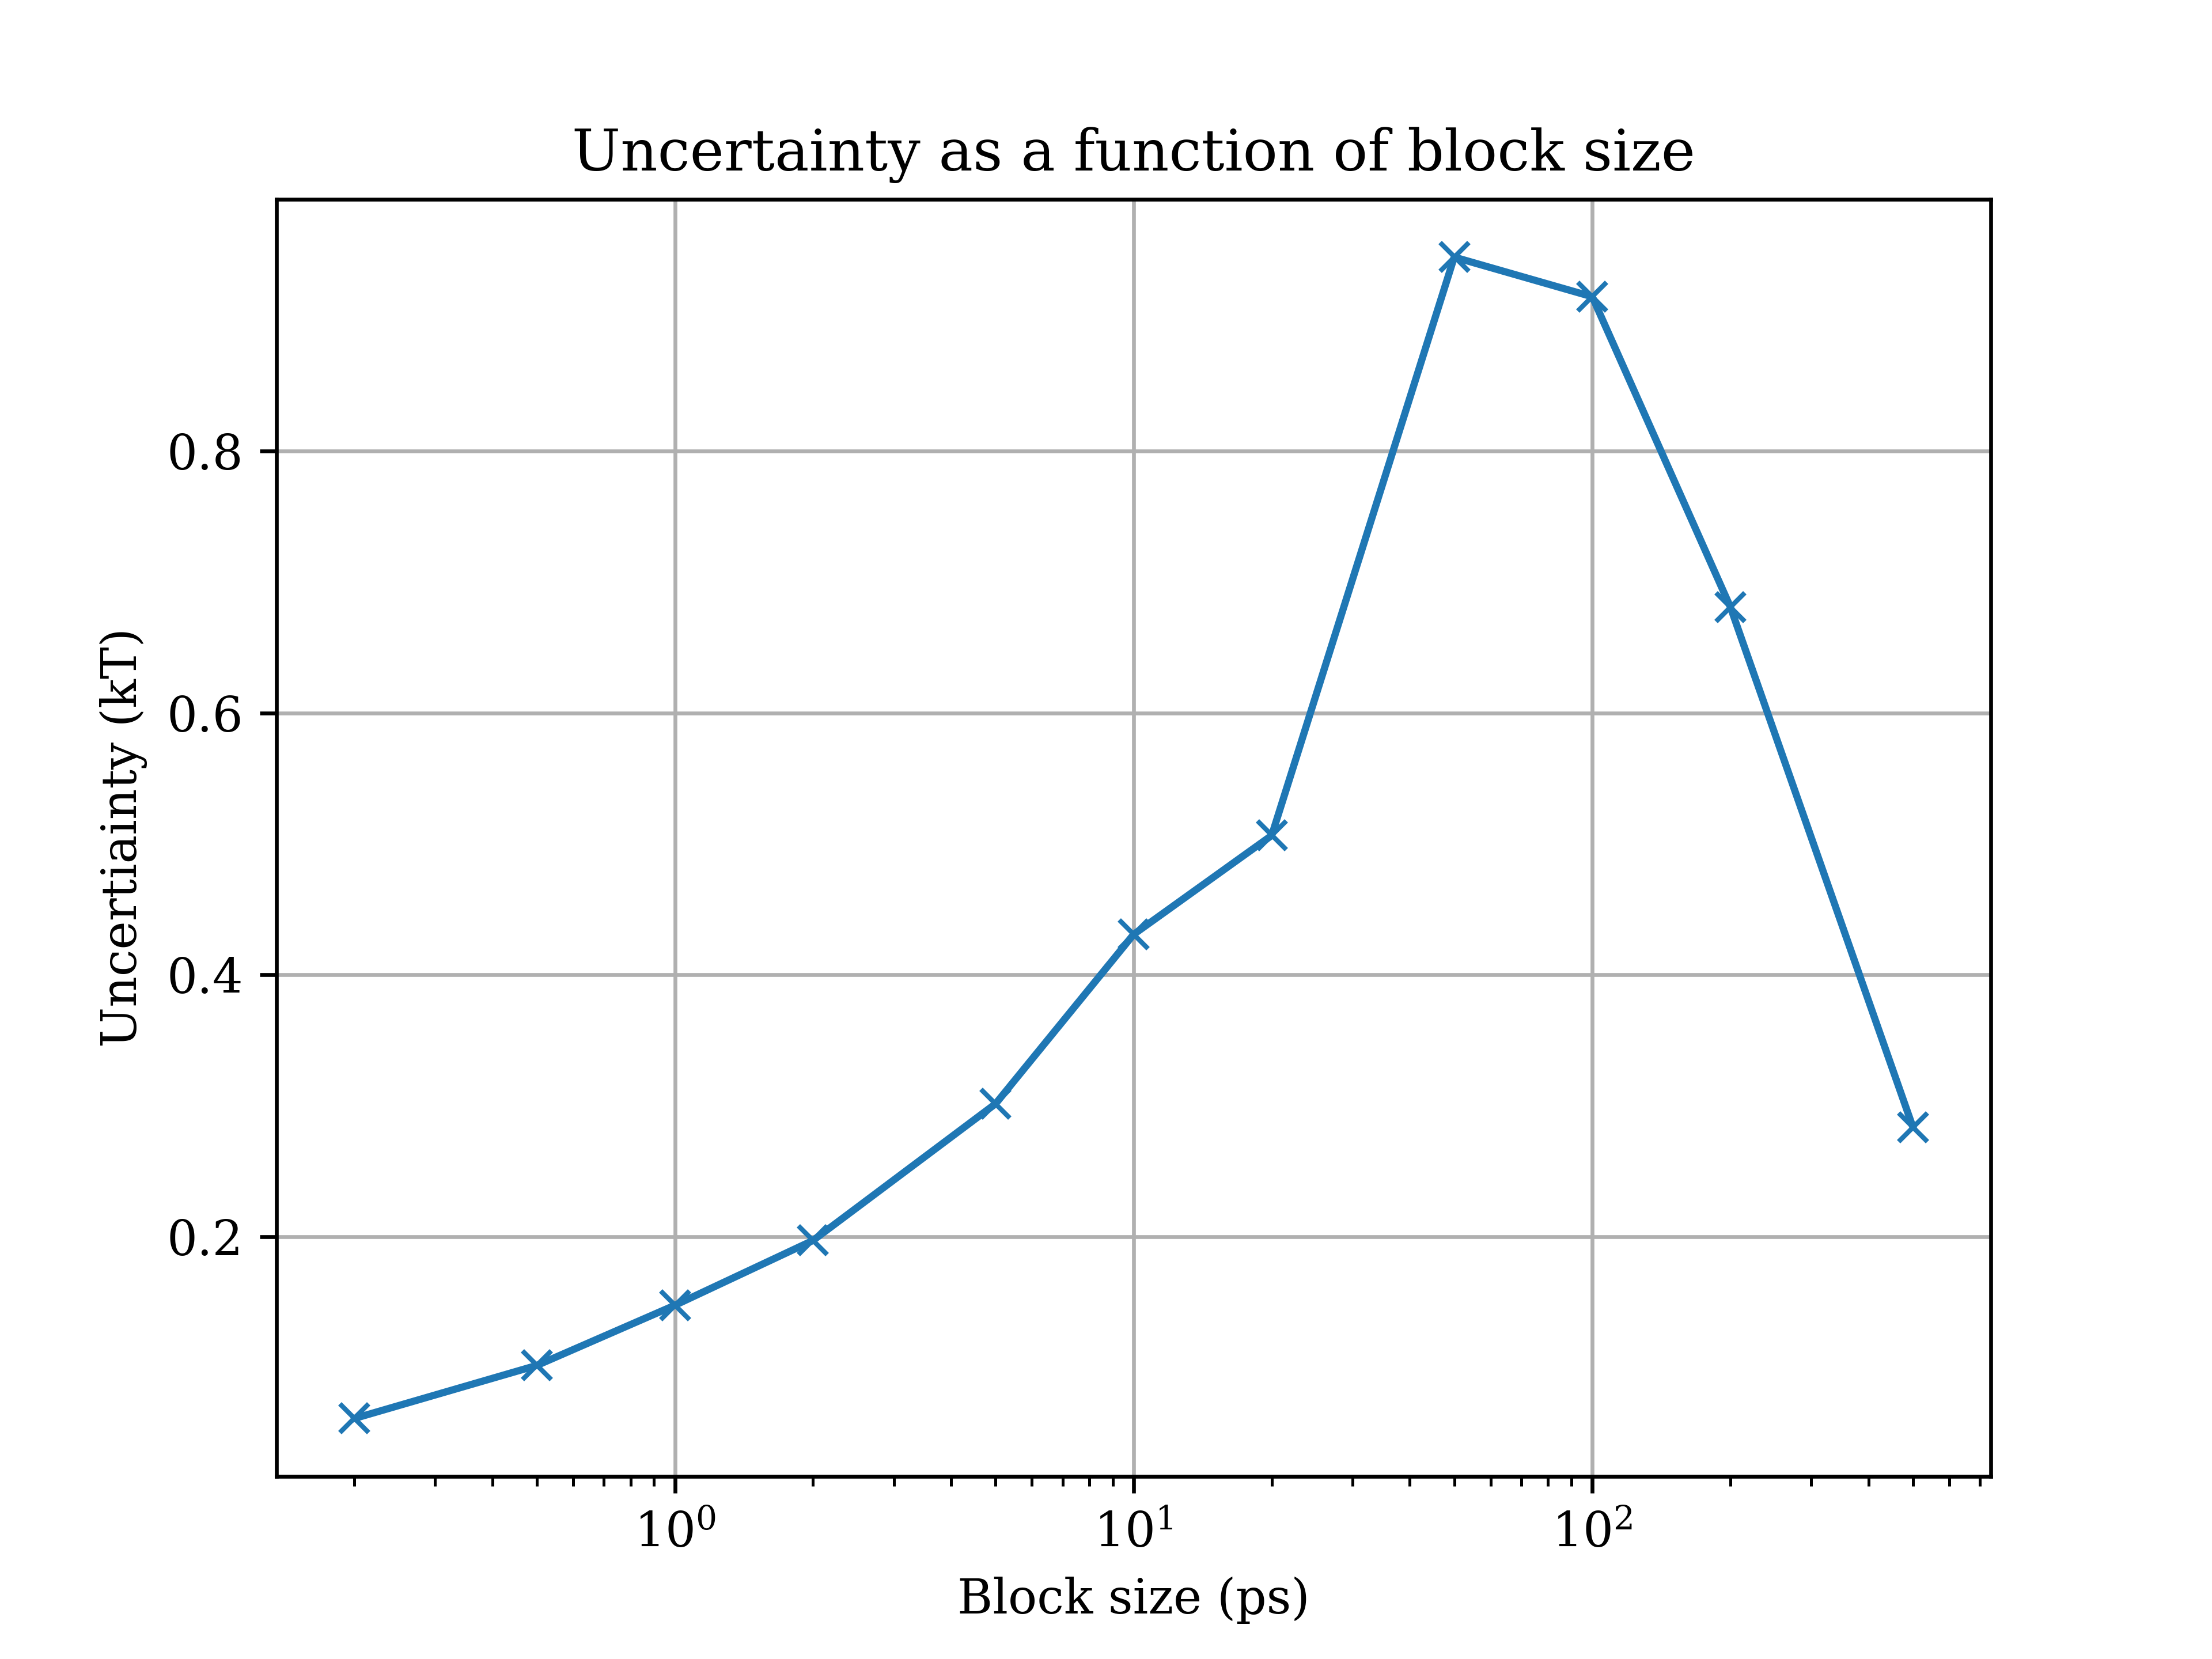 Uncertainty as a function of block size
Uncertiainty (kT)
0.8
0.6
0.4
0.2
10⁰ 10¹ 10²
Block size (ps)